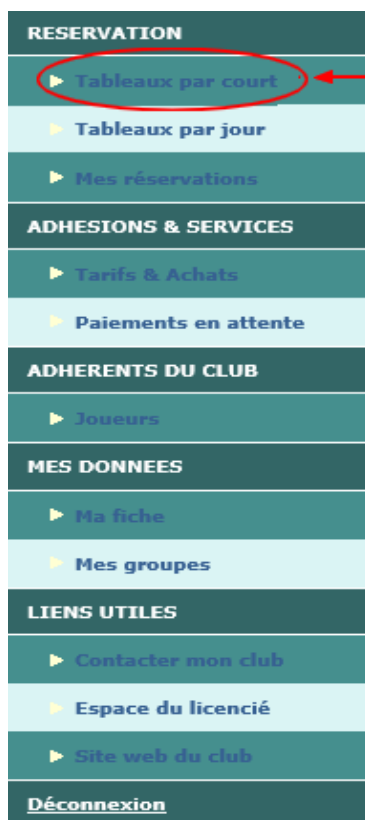 RESERVATION
Tableaux par court
Tableaux par jour
Mes réservations
ADHESIONS & SERVICES
Tarifs & Achats
Paiements en attente
ADHERENTS DU CLUB
Joueurs
MES DONNEES
Ma fiche
Mes groupes
LIENS UTILES
Contacter mon club
Espace du licencié
Site web du club
Déconnexion